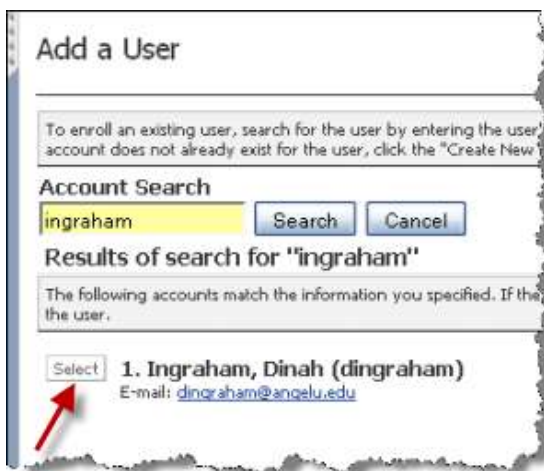 Add a User
To enroll an existing user, search for the user by entering the user
account does not already exist for the user, click the "Create New
Account Search
ingraham Search Cancel
Results of search for "ingraham"
The following accounts match the information you specified. If the
the user.
Select 1. Ingraham, Dinah (dingraham)
E-mail: dingraham@angelu.edu